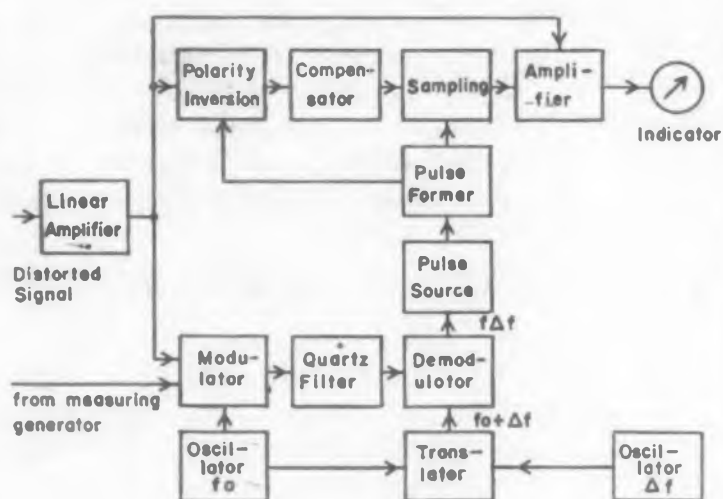 Polarity
Inversion
Compen-
sator
Sampling
Ampli-
-fier
Indicator
Pulse
Former
Linear
Amplifier
Distorted
Signal
Pulse
Source
fΔf
Modu-
lator
Quartz
Filter
Demod-
ulotor
from measuring
generator
fo+Δf
Oscil-
lator
fo
Trans-
lator
Oscil-
lator
Δf